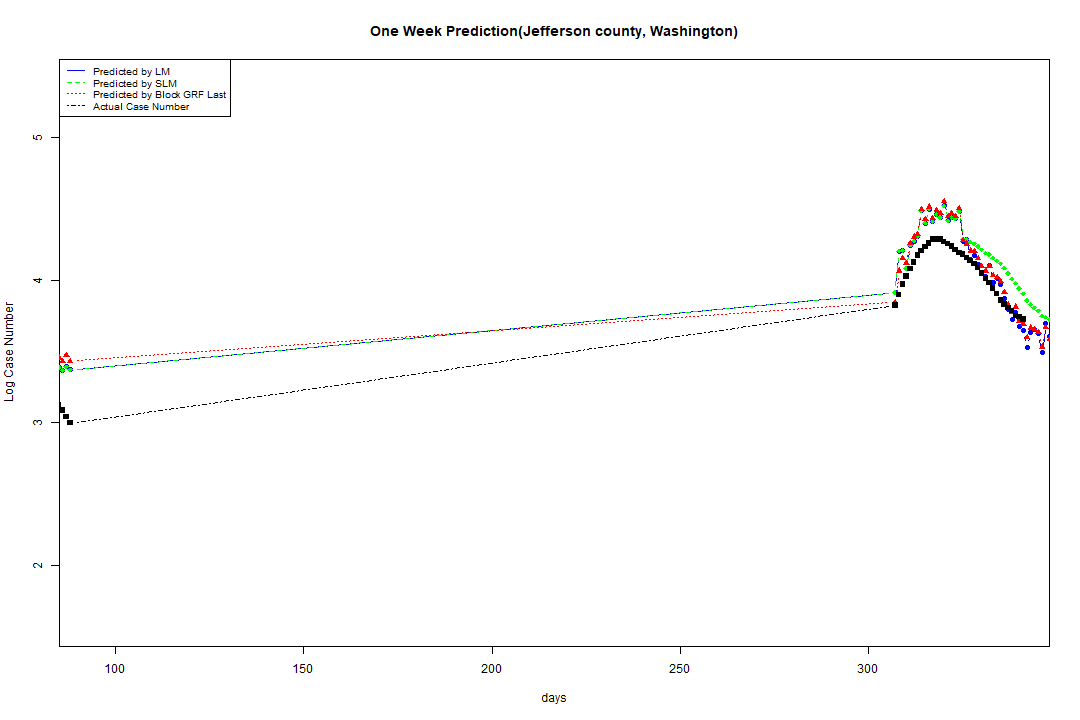 One Week Prediction(Jefferson county, Washington)
Predicted by LM
Predicted by SLM
Predicted by Block GRF Last
Actual Case Number
5
4
3
2
Log Case Number
100
150
200
250
300
days